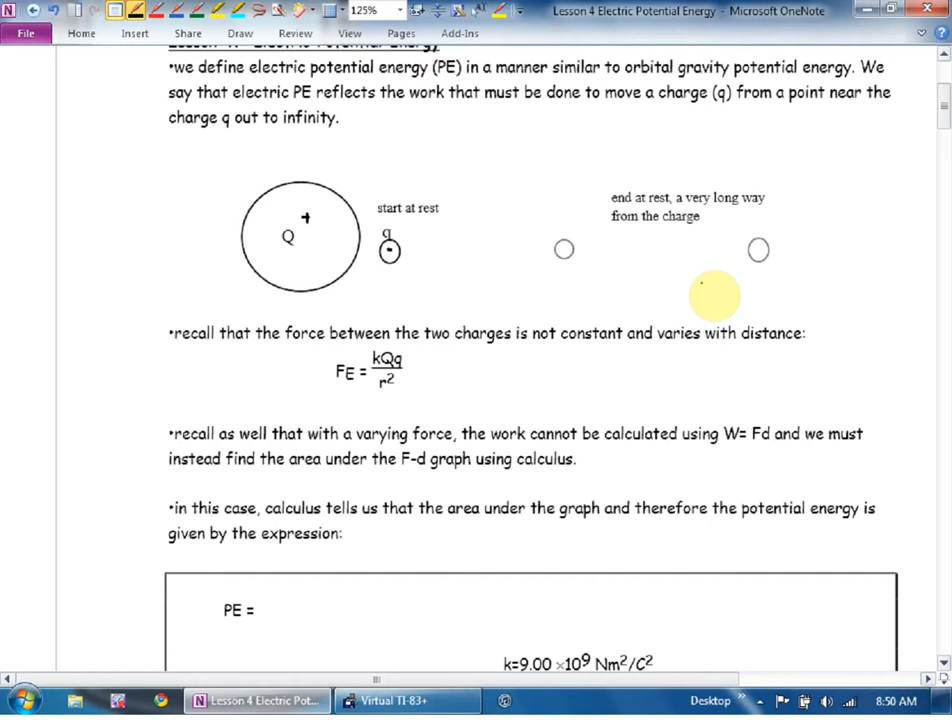 Lesson 4 Electric Potential Energy - Microsoft OneNote
125%
File Home Insert Share Draw Review View Pages Add-Ins
•we define electric potential energy (PE) in a manner similar to orbital gravity potential energy. We
say that electric PE reflects the work that must be done to move a charge (q) from a point near the
charge q out to infinity.
+
Q
start at rest
q
end at rest, a very long way
from the charge
•recall that the force between the two charges is not constant and varies with distance:
FE = kQq
r²
•recall as well that with a varying force, the work cannot be calculated using W= Fd and we must
instead find the area under the F-d graph using calculus.
•in this case, calculus tells us that the area under the graph and therefore the potential energy is
given by the expression:
PE =
k=9.00 ×10⁹ Nm²/C²
Lesson 4 Electric Pot... Virtual TI-83+ Desktop 8:50 AM